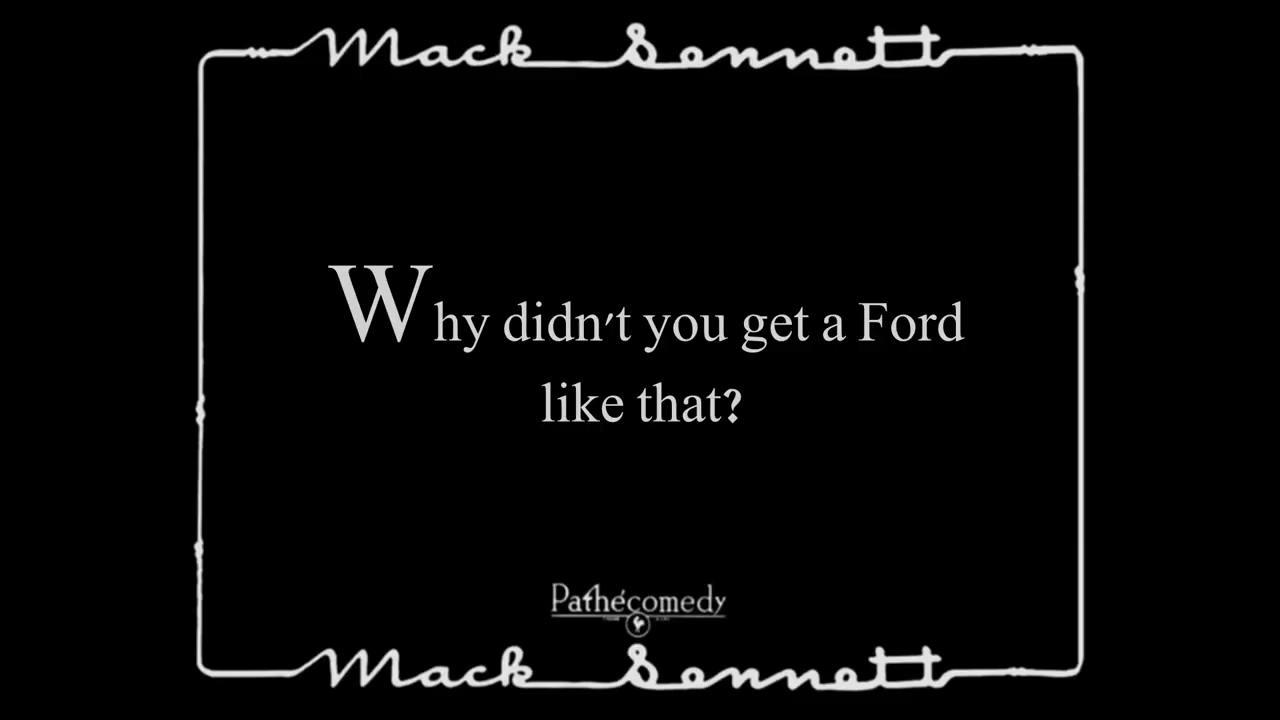 Mack Sennett
Why didn't you get a Ford
like that?
Pathécomedy
Mack Sennett